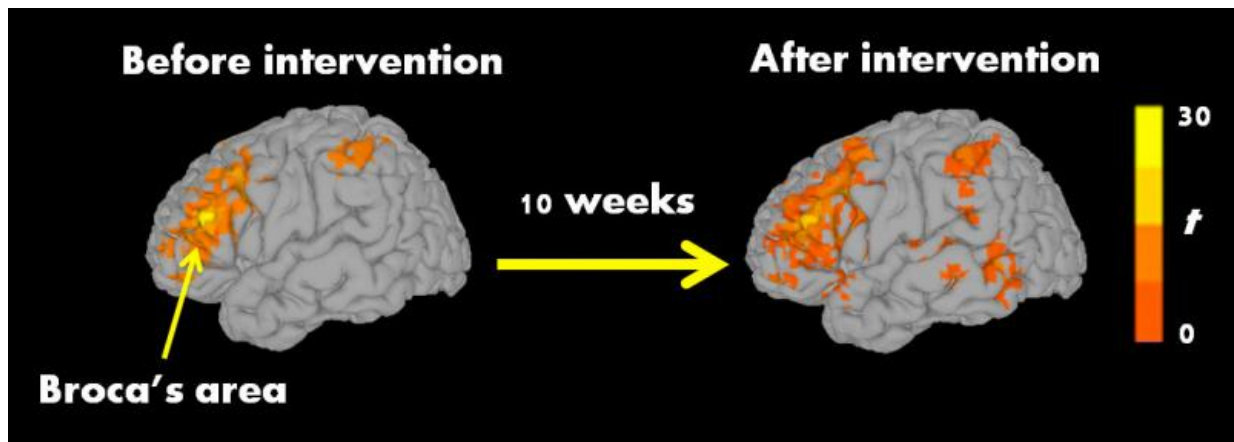 Before intervention
After intervention
30
10 weeks
t
0
Broca's area